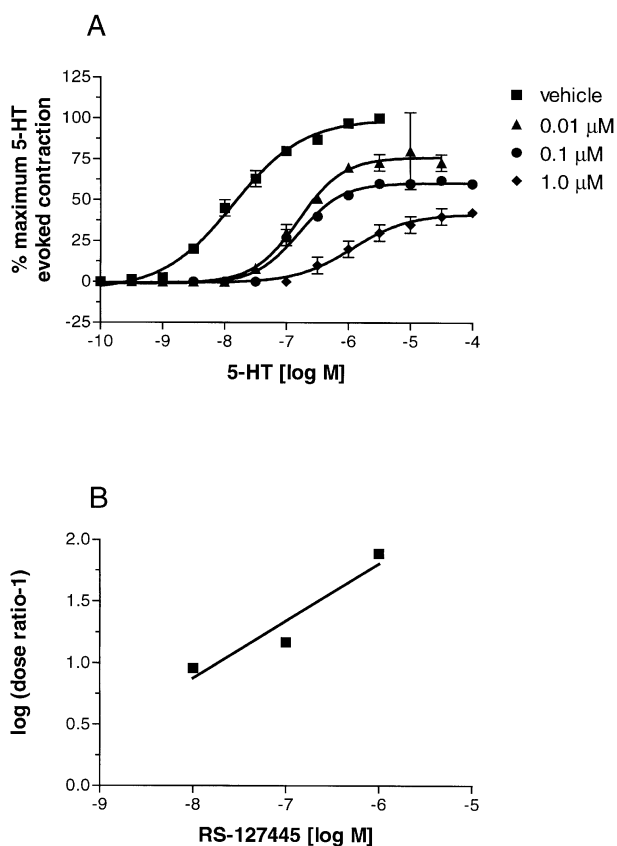 A
125
100
75
50
25
0
-25
-10 -9 -8 -7 -6 -5 -4
% maximum 5-HT
evoked contraction
5-HT [log M]
vehicle
0.01 μM
0.1 μM
1.0 μM
B
2.0
1.5
1.0
0.5
0.0
-9 -8 -7 -6 -5
log (dose ratio-1)
RS-127445 [log M]